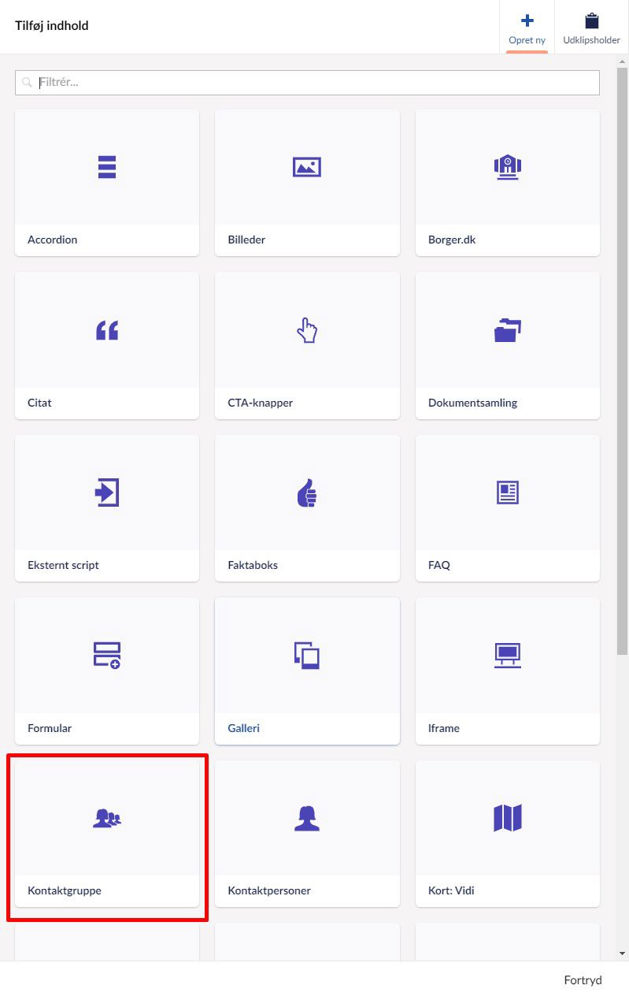 Tilføj indhold
Opret ny
Udklipsholder
Filtrér...
Accordion
Billeder
Borger.dk
Citat
CTA-knapper
Dokumentsamling
Eksternt script
Faktaboks
FAQ
Formular
Galleri
Iframe
Kontaktgruppe
Kontaktpersoner
Kort: Vidi
Fortryd